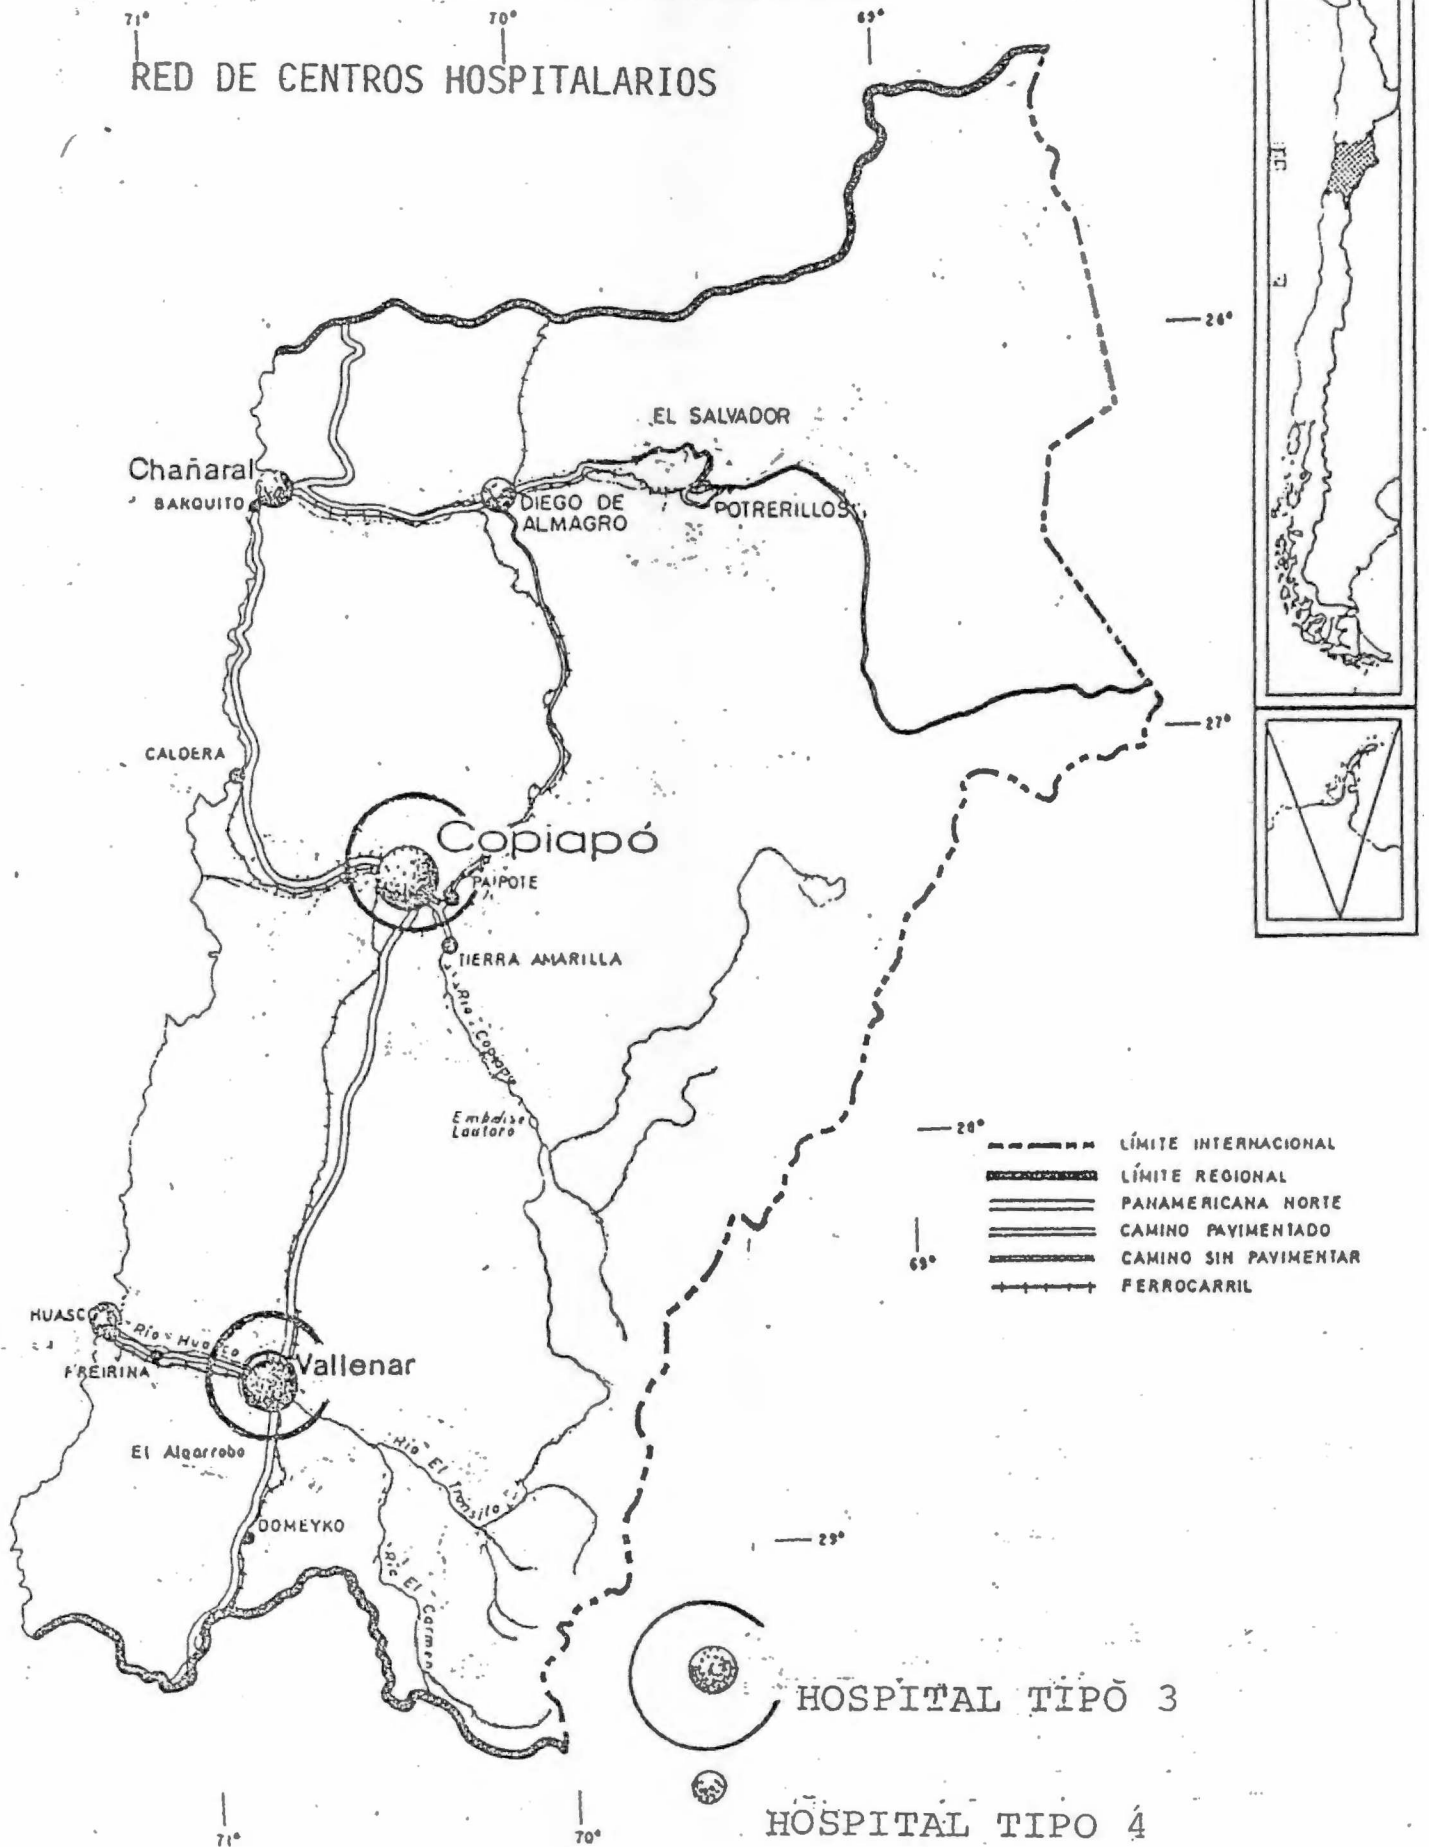 71°
70°
69°
RED DE CENTROS HOSPITALARIOS
26°
EL SALVADOR
Chañaral
BARQUITO
DIEGO DE
ALMAGRO
POTRERILLOS
27°
CALDERA
Copiapó
PAIPOTE
TIERRA AMARILLA
Río Copiapo
Embalse
Lautaro
28°
LÍMITE INTERNACIONAL
LÍMITE REGIONAL
PANAMERICANA NORTE
CAMINO PAVIMENTADO
CAMINO SIN PAVIMENTAR
FERROCARRIL
69°
HUASCO
Río Huasco
FREIRINA
Vallenar
El Algarrobo
Río El Tránsito
DOMEYKO
Río El Carmen
29°
HOSPITAL TIPO 3
HOSPITAL TIPO 4
71°
70°